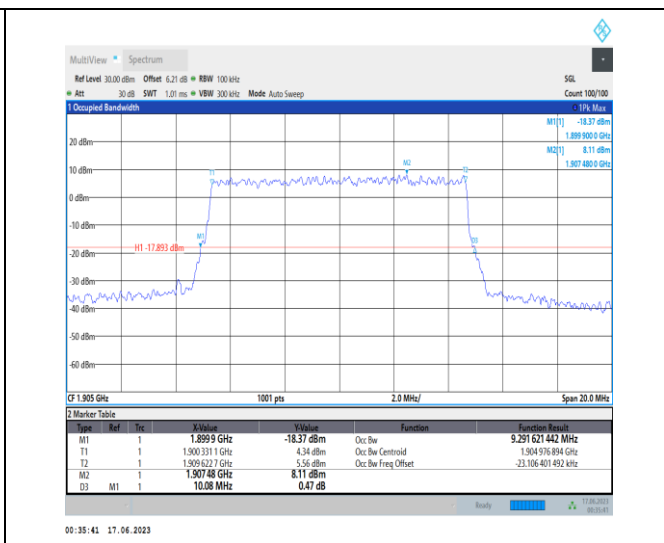 MultiView Spectrum
Ref Level 30.00 dBm Offset 6.21 dB RBW 100 kHz SGL
Att 30 dB SWT 1.01 ms VBW 300 kHz Mode Auto Sweep Count 100/100
1 Occupied Bandwidth 1Pk Max
M1[1] -18.37 dBm
1.899 900 0 GHz
M2[1] 8.11 dBm
1.907 480 0 GHz
20 dBm
10 dBm
T1 M2 T2
0 dBm
-10 dBm
M1 D3
H1 -17.893 dBm
-20 dBm
-30 dBm
-40 dBm
-50 dBm
-60 dBm
CF 1.905 GHz 1001 pts 2.0 MHz/ Span 20.0 MHz
2 Marker Table
Type Ref Trc X-Value Y-Value Function Function Result
M1 1 1.8999 GHz -18.37 dBm Occ Bw 9.291 621 442 MHz
T1 1 1.900 331 1 GHz 4.34 dBm Occ Bw Centroid 1.904 976 894 GHz
T2 1 1.909 622 7 GHz 5.56 dBm Occ Bw Freq Offset -23.106 401 492 kHz
M2 1 1.90748 GHz 8.11 dBm
D3 M1 1 10.08 MHz 0.47 dB
Ready 17.06.2023
00:35:41
00:35:41 17.06.2023